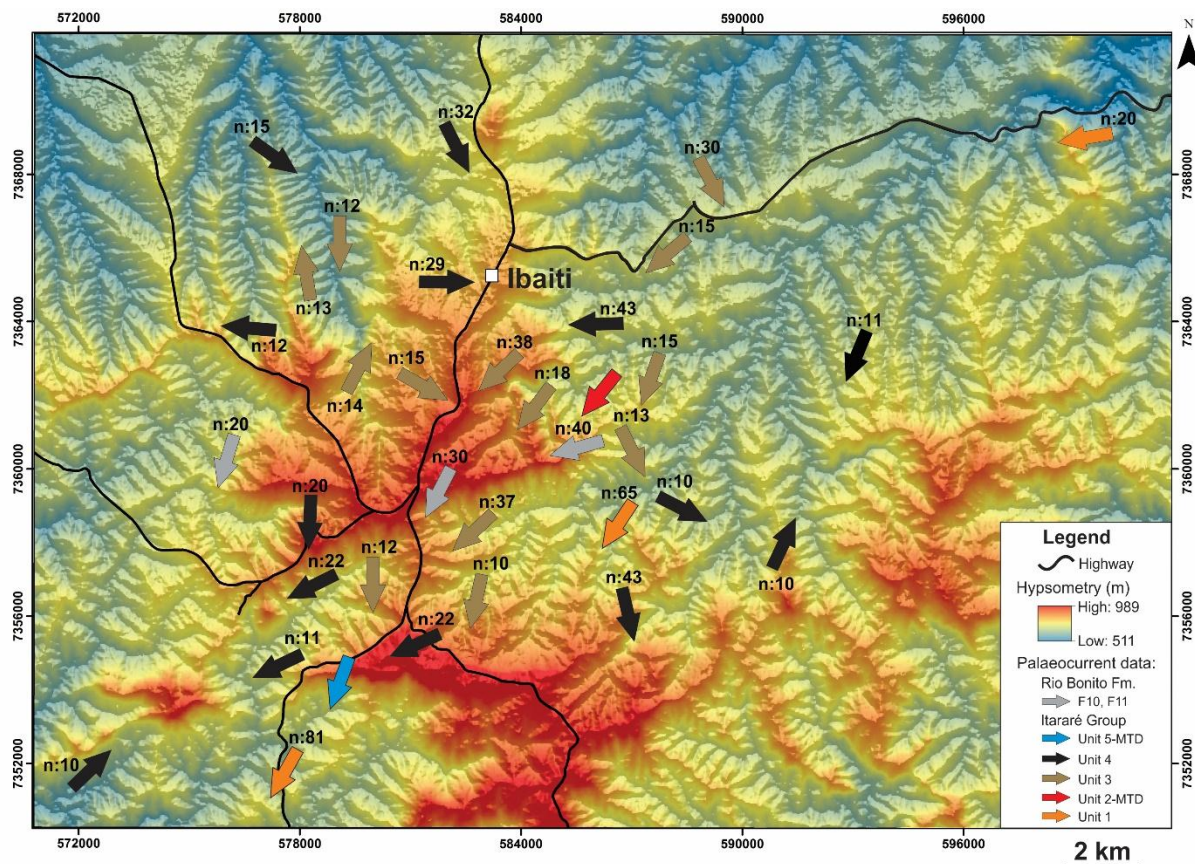 572000 578000 584000 590000 596000
N
n:32
n:20
n:15
n:30
7368000 7368000
n:12
n:15
n:29
Ibaiti
n:13
n:43
n:11
7364000 7364000
n:12
n:38
n:15
n:15
n:18
n:14
n:13
n:40
n:20
n:30
7360000 7360000
n:20
n:65
n:10
n:37
n:22
n:12
n:10
n:43
n:10
7356000 7356000
n:22
n:11
n:81
n:10
7352000 7352000
Legend
Highway
Hypsometry (m)
High: 989
Low: 511
Palaeocurrent data:
Rio Bonito Fm.
F10, F11
Itararé Group
Unit 5-MTD
Unit 4
Unit 3
Unit 2-MTD
Unit 1
572000 578000 584000 590000 596000
2 km